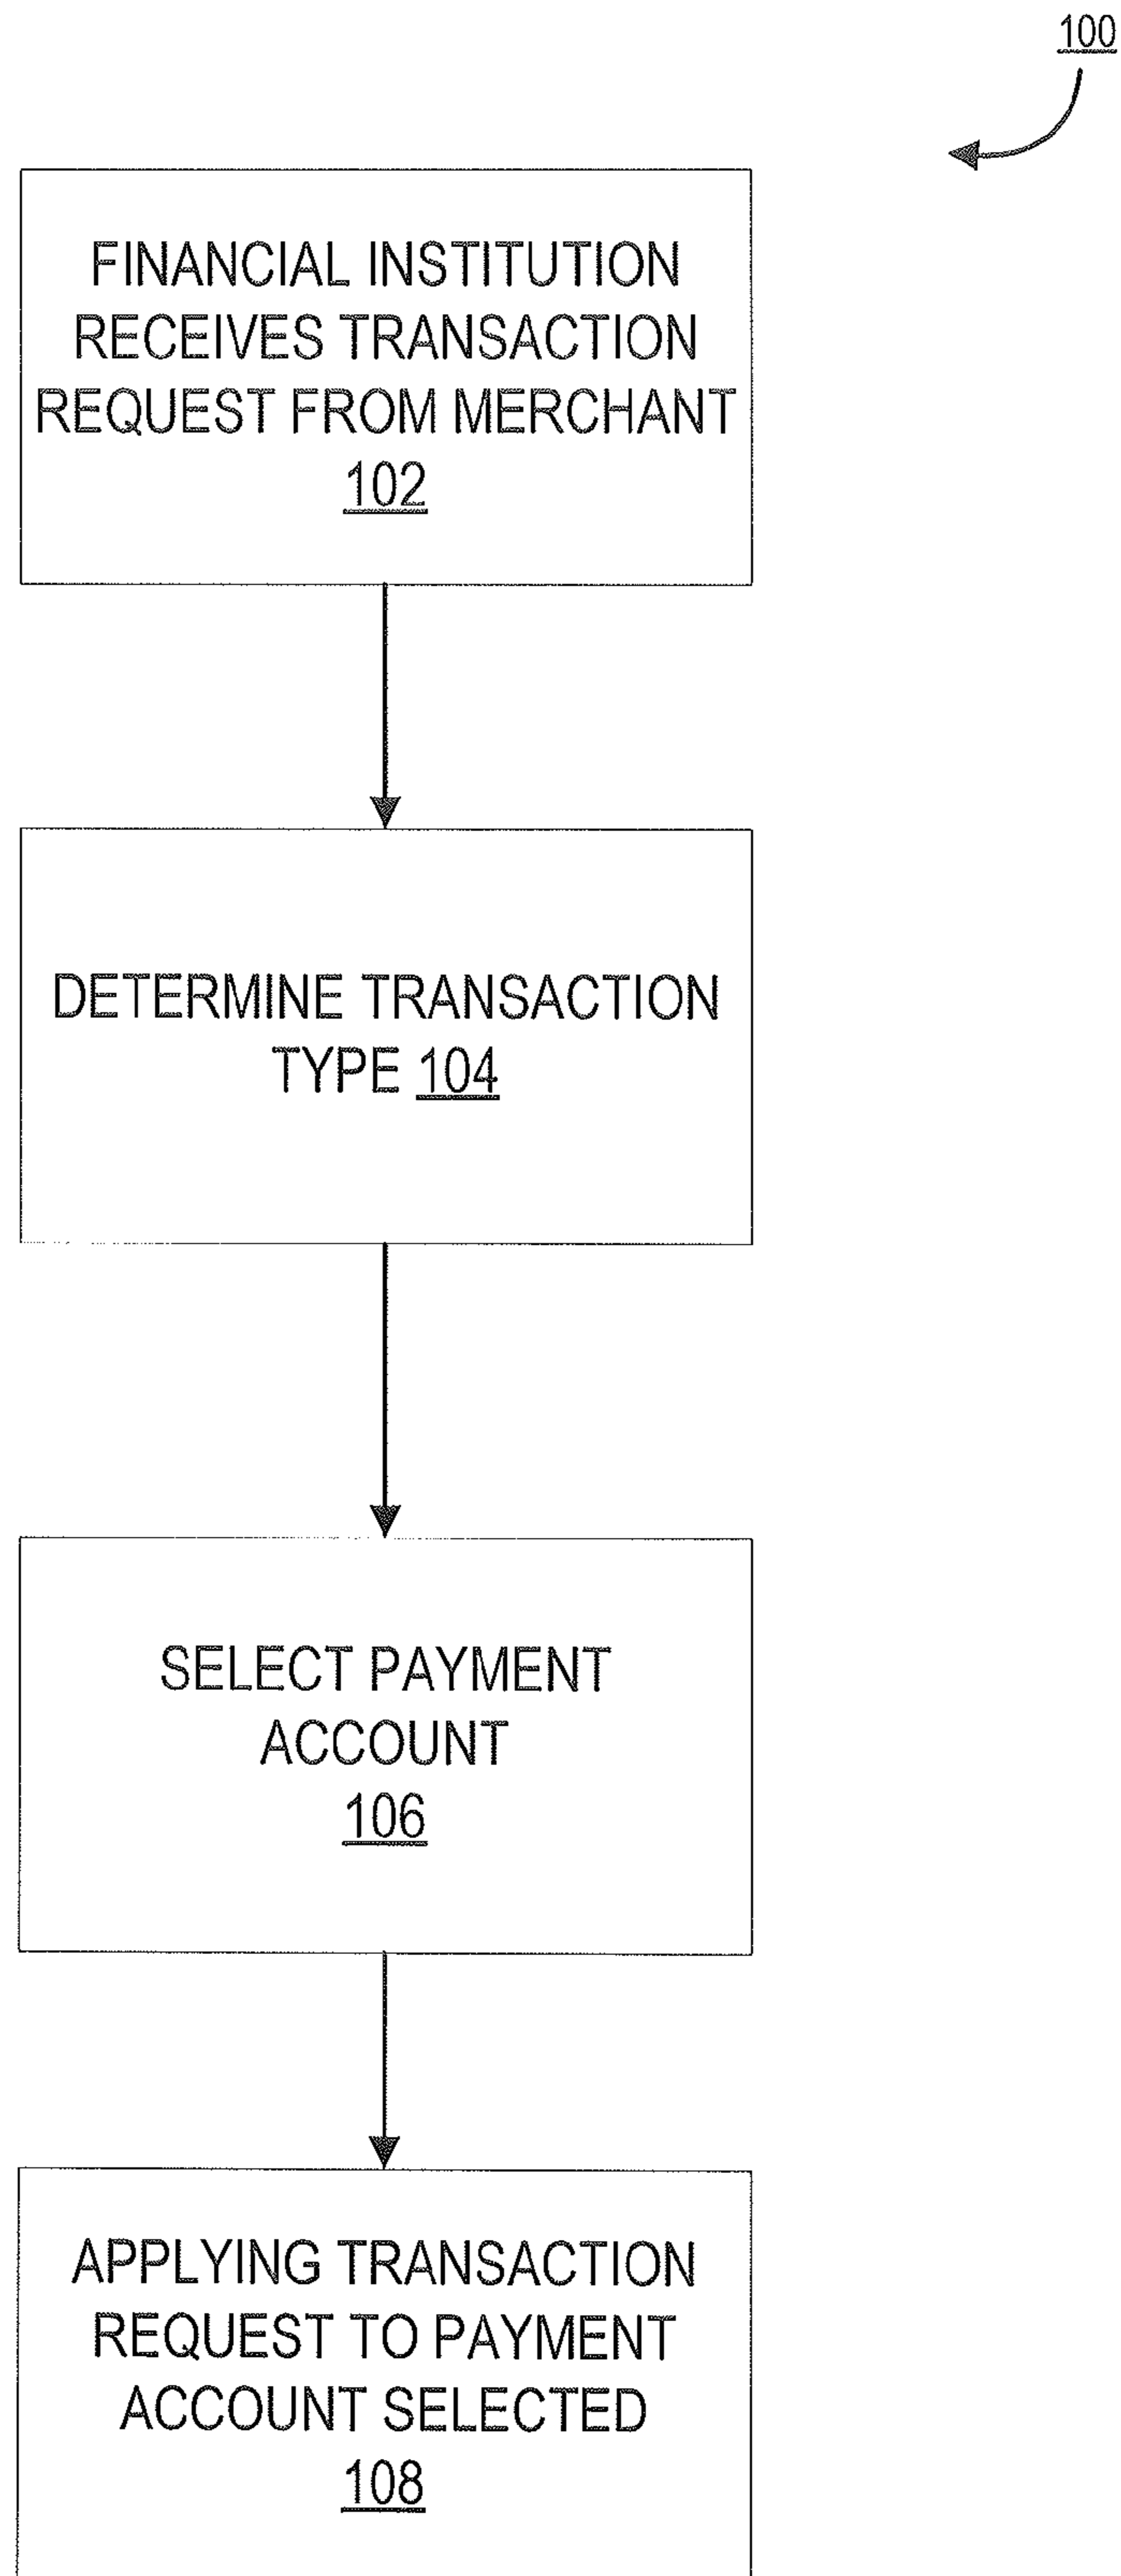 100
FINANCIAL INSTITUTION
RECEIVES TRANSACTION
REQUEST FROM MERCHANT
102
DETERMINE TRANSACTION
TYPE 104
SELECT PAYMENT
ACCOUNT
106
APPLYING TRANSACTION
REQUEST TO PAYMENT
ACCOUNT SELECTED
108